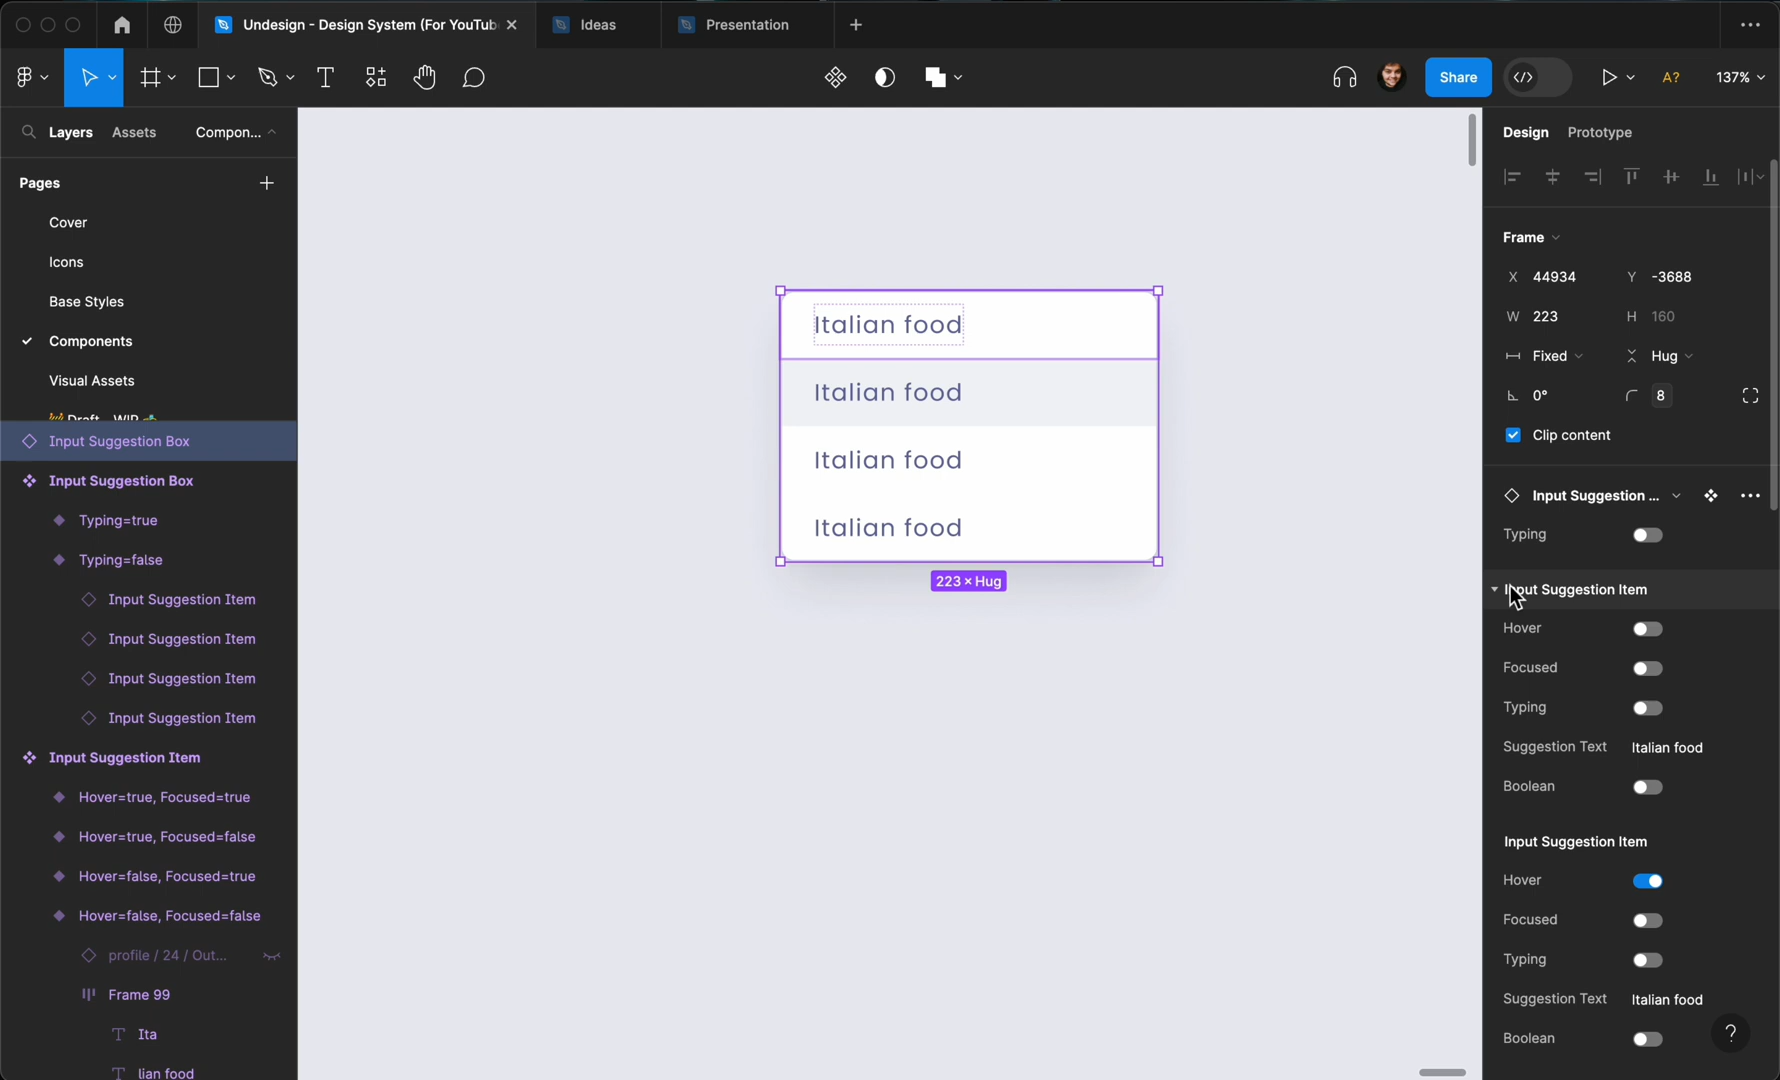 Undesign - Design System (For YouTub
Ideas
Presentation
Share
A?
137%
Layers
Assets
Compon...
Design
Prototype
Pages
Cover
Icons
Base Styles
Components
Visual Assets
Draft - WIP
Input Suggestion Box
Input Suggestion Box
Typing=true
Typing=false
Input Suggestion Item
Input Suggestion Item
Input Suggestion Item
Input Suggestion Item
Input Suggestion Item
Hover=true, Focused=true
Hover=true, Focused=false
Hover=false, Focused=true
Hover=false, Focused=false
profile / 24 / Out...
Frame 99
Ita
lian food
Italian food
Italian food
Italian food
Italian food
223 × Hug
Frame
X 44934 Y -3688
W 223 H 160
Fixed Hug
0° 8
Clip content
Input Suggestion ...
Typing
Input Suggestion Item
Hover
Focused
Typing
Suggestion Text Italian food
Boolean
Input Suggestion Item
Hover
Focused
Typing
Suggestion Text Italian food
Boolean
?